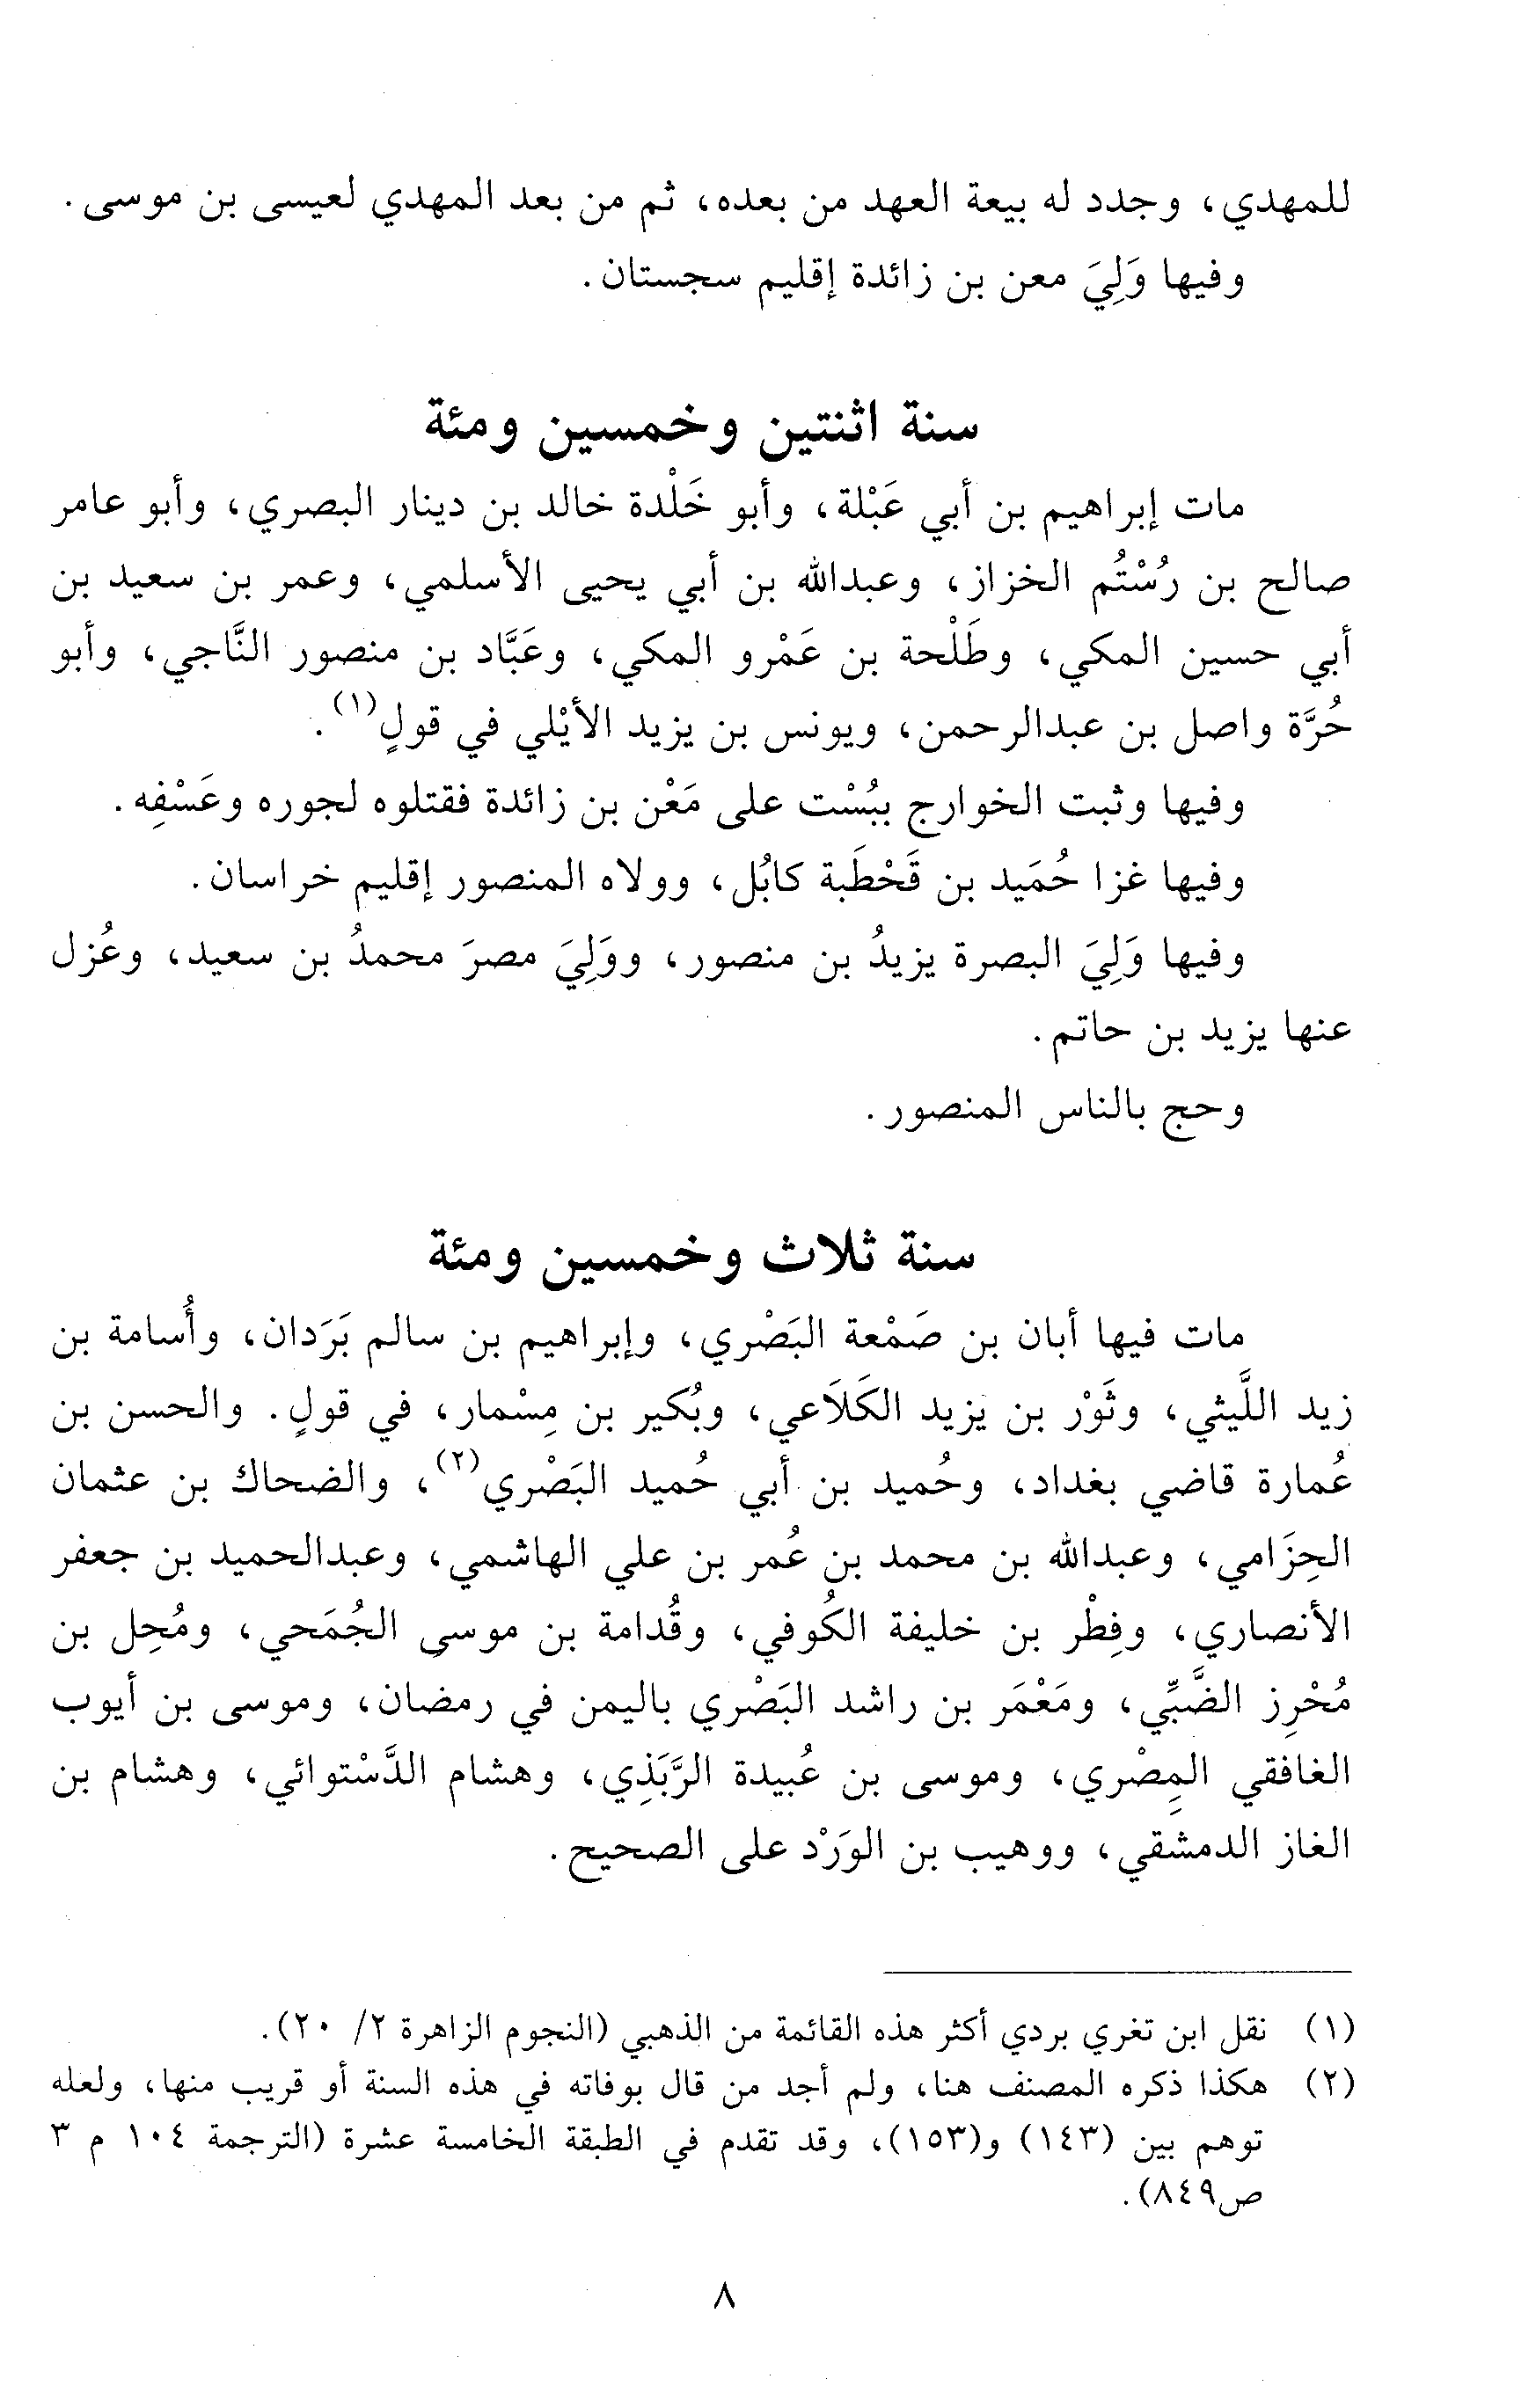 للمهدي، وجدد له بيعة العهد من بعده، ثم من بعد المهدي لعيسى بن موسى.
وفيها وَلِيَ معن بن زائدة إقليم سجستان.
سنة اثنتين وخمسين ومئة
مات إبراهيم بن أبي عَبْلة، وأبو خَلْدة خالد بن دينار البصري، وأبو عامر
صالح بن رُسْتُم الخزاز، وعبدالله بن أبي يحيى الأسلمي، وعمر بن سعيد بن
أبي حسين المكي، وطَلْحة بن عَمْرو المكي، وعَبَّاد بن منصور النَّاجي، وأبو
حُرَّة واصل بن عبدالرحمن، ويونس بن يزيد الأيْلي في قولٍ(١).
وفيها وثبت الخوارج ببُسْت على مَعْن بن زائدة فقتلوه لجوره وعَسْفِه.
وفيها غزا حُمَيد بن قَحْطَبة كابُل، وولاه المنصور إقليم خراسان.
وفيها وَلِيَ البصرة يزيدُ بن منصور، ووَلِيَ مصرَ محمدُ بن سعيد، وعُزل
عنها يزيد بن حاتم.
وحج بالناس المنصور.
سنة ثلاث وخمسين ومئة
مات فيها أبان بن صَمْعة البَصْري، وإبراهيم بن سالم بَرَدان، وأُسامة بن
زيد اللَّيثي، وثَوْر بن يزيد الكَلَاعي، وبُكير بن مِسْمار، في قولٍ. والحسن بن
عُمارة قاضي بغداد، وحُميد بن أبي حُميد البَصْري(٢)، والضحاك بن عثمان
الحِزَامي، وعبدالله بن محمد بن عُمر بن علي الهاشمي، وعبدالحميد بن جعفر
الأنصاري، وفِطْر بن خليفة الكُوفي، وقُدامة بن موسى الجُمَحي، ومُحِل بن
مُحْرِز الضَّبِّي، ومَعْمَر بن راشد البَصْري باليمن في رمضان، وموسى بن أيوب
الغافقي المِصْري، وموسى بن عُبيدة الرَّبَذِي، وهشام الدَّسْتوائي، وهشام بن
الغاز الدمشقي، ووهيب بن الوَرْد على الصحيح.
(١) نقل ابن تغري بردي أكثر هذه القائمة من الذهبي (النجوم الزاهرة ٢/ ٢٠).
(٢) هكذا ذكره المصنف هنا، ولم أجد من قال بوفاته في هذه السنة أو قريب منها، ولعله
توهم بين (١٤٣) و(١٥٣)، وقد تقدم في الطبقة الخامسة عشرة (الترجمة ١٠٤ م ٣
ص٨٤٩).
٨